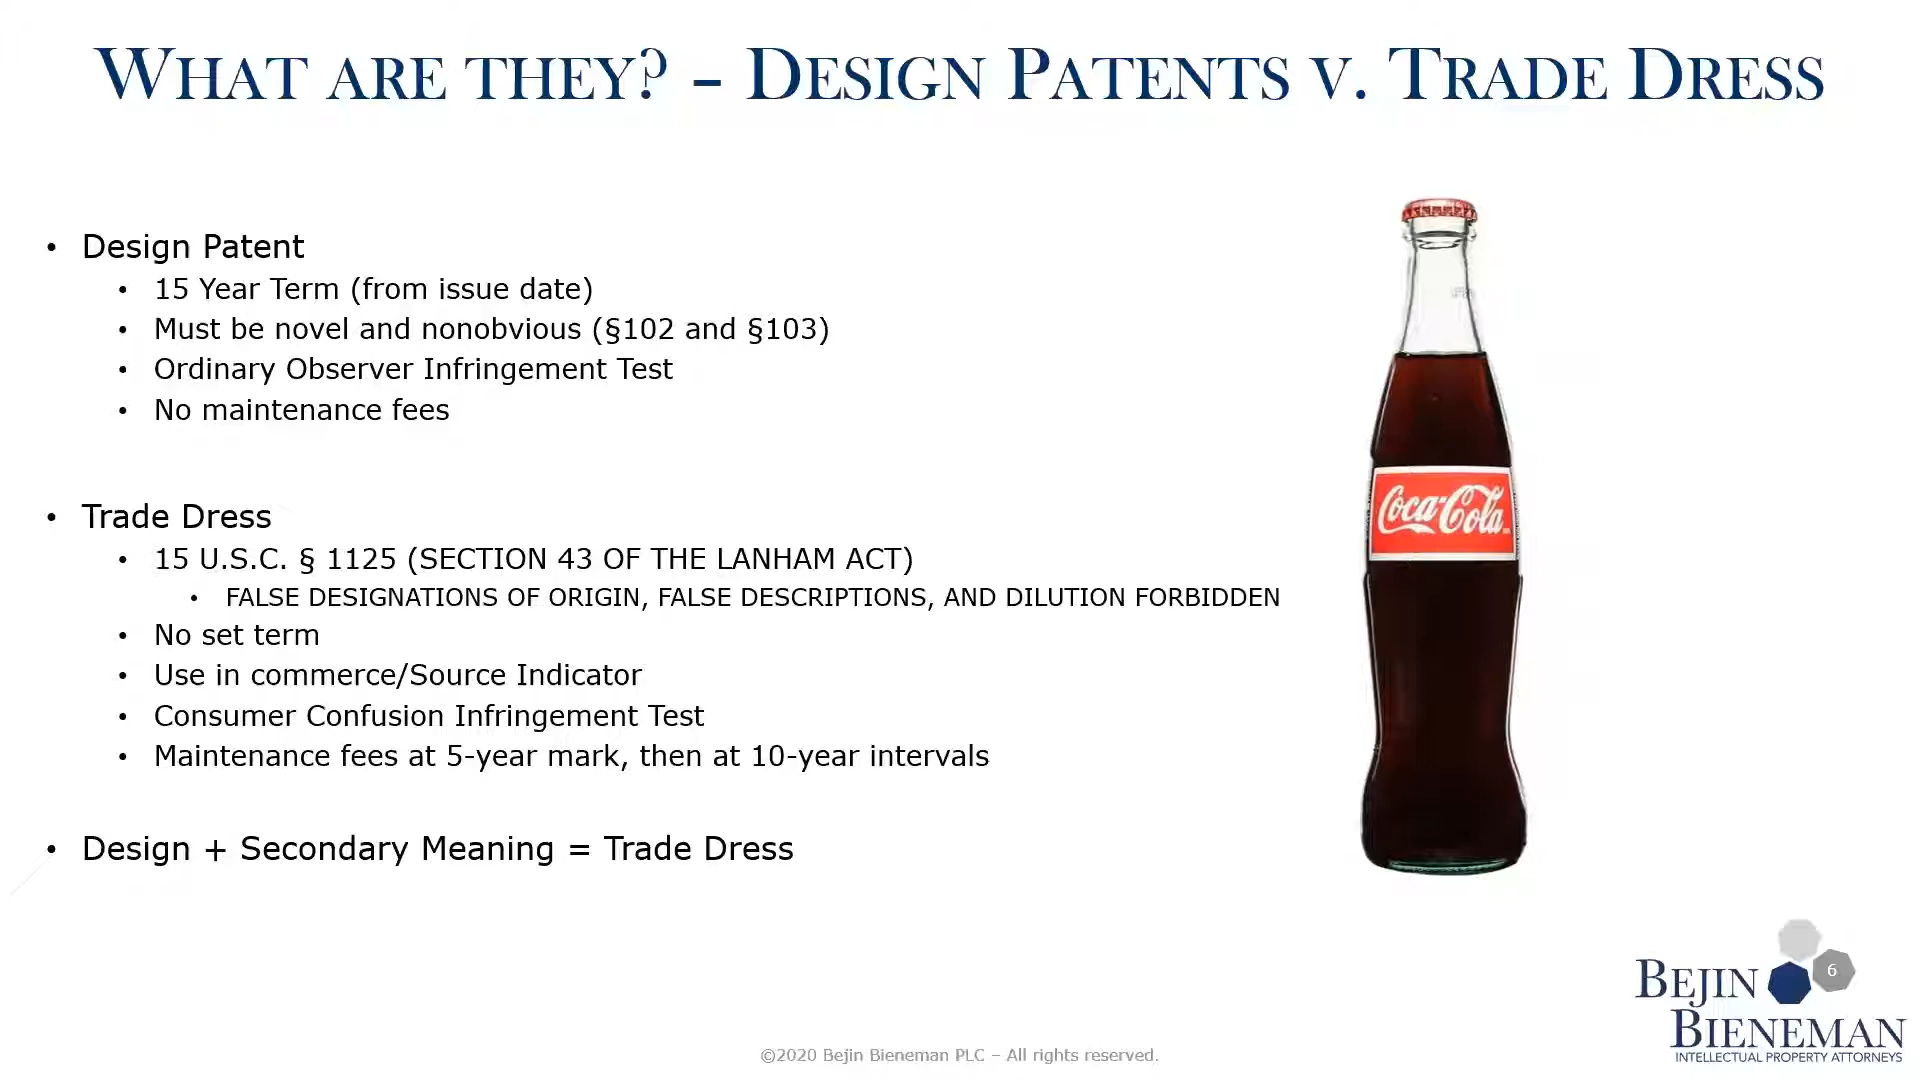 WHAT ARE THEY? – DESIGN PATENTS V. TRADE DRESS
• Design Patent
• 15 Year Term (from issue date)
• Must be novel and nonobvious (§102 and §103)
• Ordinary Observer Infringement Test
• No maintenance fees
• Trade Dress
• 15 U.S.C. § 1125 (SECTION 43 OF THE LANHAM ACT)
• FALSE DESIGNATIONS OF ORIGIN, FALSE DESCRIPTIONS, AND DILUTION FORBIDDEN
• No set term
• Use in commerce/Source Indicator
• Consumer Confusion Infringement Test
• Maintenance fees at 5-year mark, then at 10-year intervals
• Design + Secondary Meaning = Trade Dress
Coca-Cola
6
BEJIN
BIENEMAN
INTELLECTUAL PROPERTY ATTORNEYS
©2020 Bejin Bieneman PLC – All rights reserved.